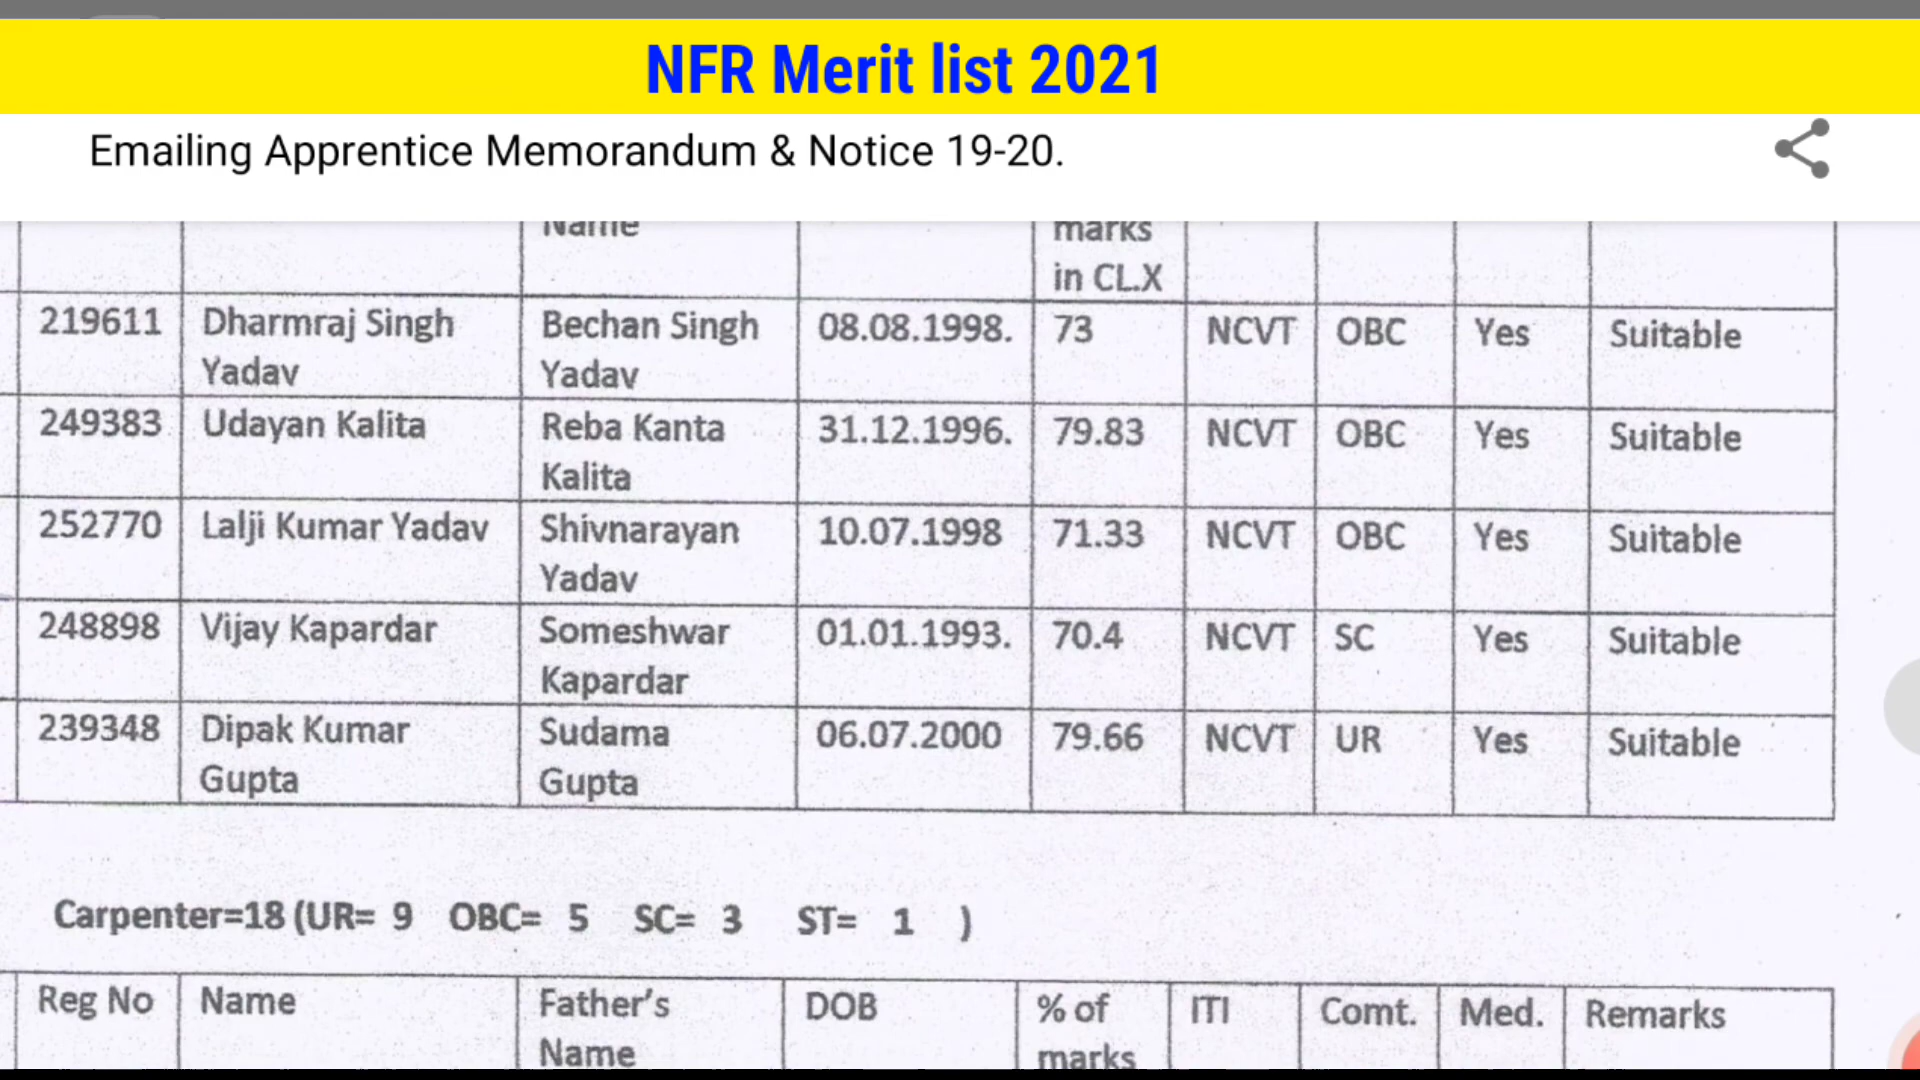 NFR Merit list 2021
Emailing Apprentice Memorandum & Notice 19-20.
Name marks
in CL.X
219611 Dharmraj Singh Bechan Singh 08.08.1998. 73 NCVT OBC Yes Suitable
Yadav Yadav
249383 Udayan Kalita Reba Kanta 31.12.1996. 79.83 NCVT OBC Yes Suitable
Kalita
252770 Lalji Kumar Yadav Shivnarayan 10.07.1998 71.33 NCVT OBC Yes Suitable
Yadav
248898 Vijay Kapardar Someshwar 01.01.1993. 70.4 NCVT SC Yes Suitable
Kapardar
239348 Dipak Kumar Sudama 06.07.2000 79.66 NCVT UR Yes Suitable
Gupta Gupta
Carpenter=18 (UR= 9 OBC= 5 SC= 3 ST= 1 )
Reg No Name Father's DOB % of ITI Comt. Med. Remarks
Name marks